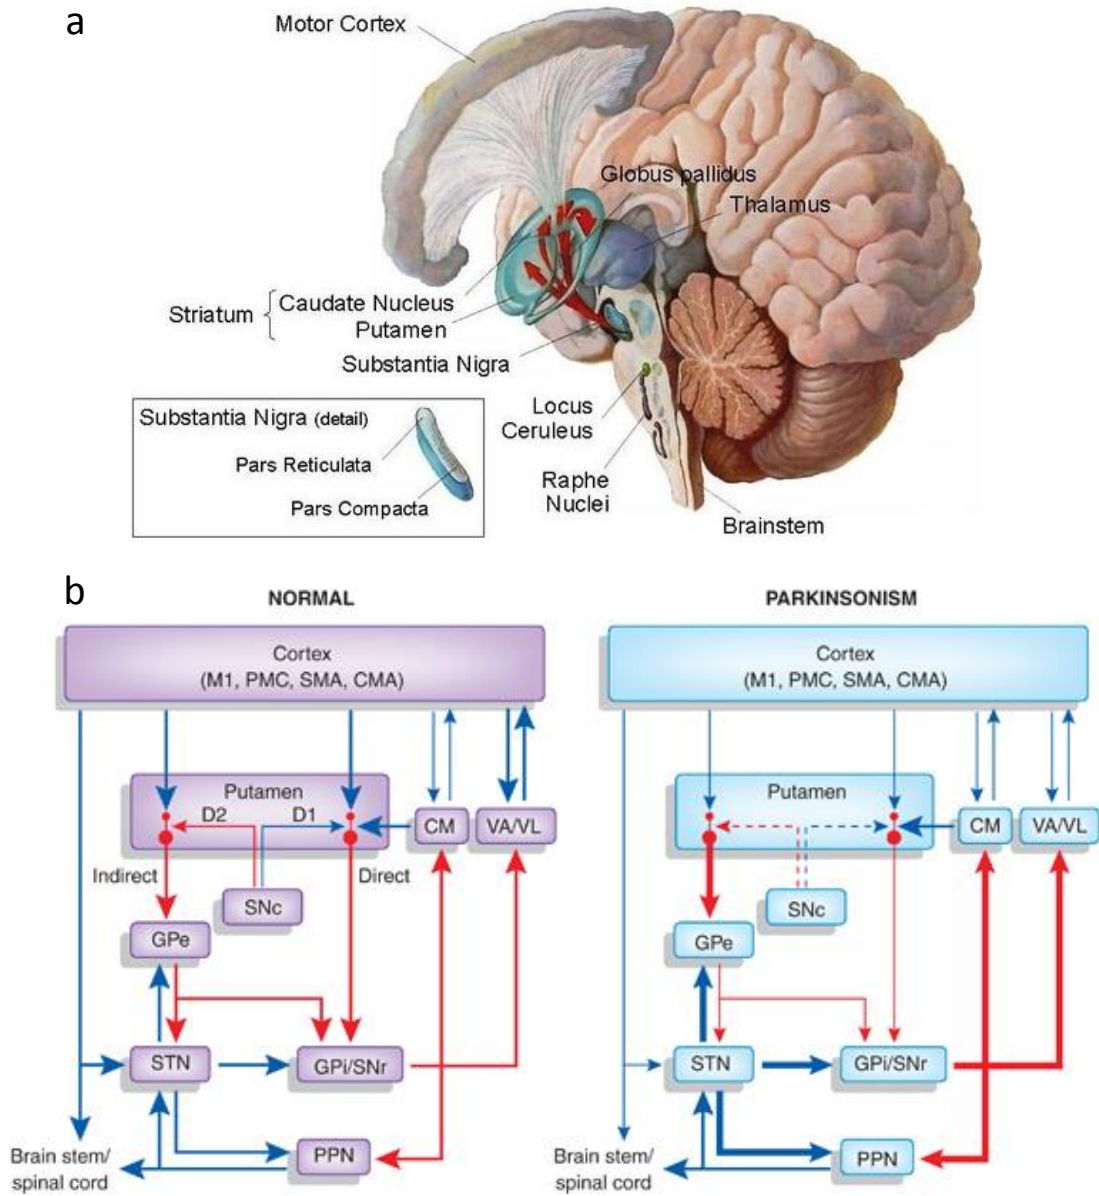 a
Motor Cortex
Globus pallidus
Thalamus
Striatum
Caudate Nucleus
Putamen
Substantia Nigra
Locus
Ceruleus
Raphe
Nuclei
Brainstem
Substantia Nigra (detail)
Pars Reticulata
Pars Compacta
b
NORMAL
Cortex
(M1, PMC, SMA, CMA)
Putamen
D2 D1
CM
VA/VL
Indirect
Direct
SNc
GPe
STN
GPi/SNr
PPN
Brain stem/
spinal cord
PARKINSONISM
Cortex
(M1, PMC, SMA, CMA)
Putamen
CM
VA/VL
SNc
GPe
STN
GPi/SNr
PPN
Brain stem/
spinal cord